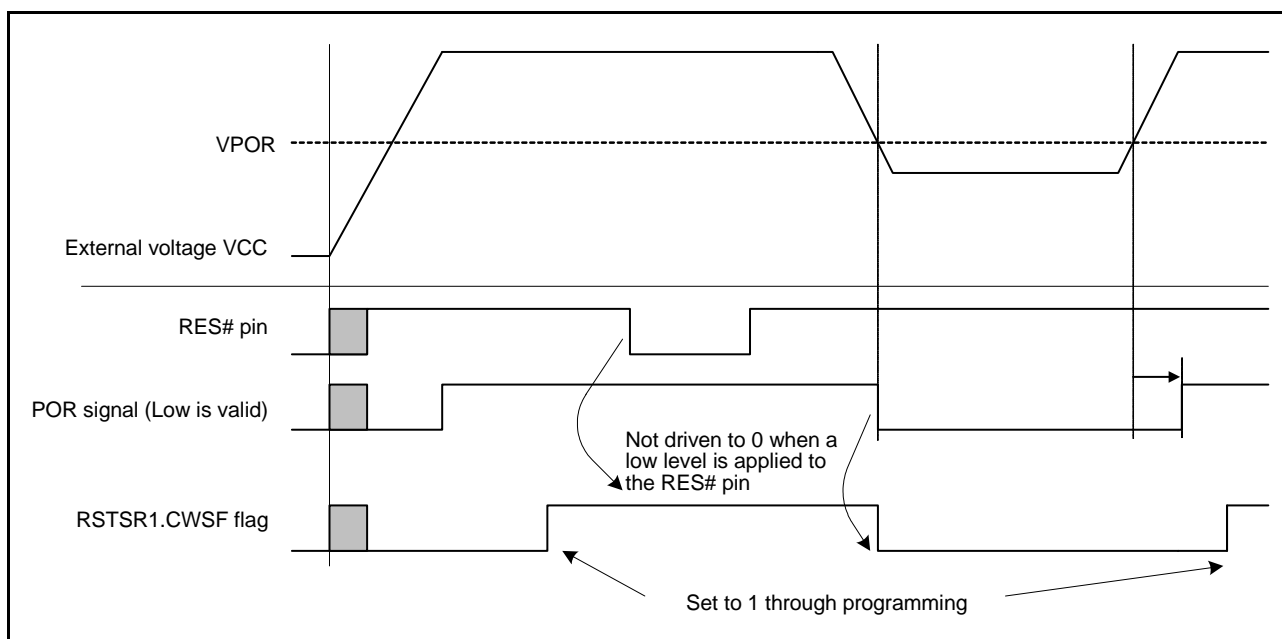 VPOR
External voltage VCC
RES# pin
POR signal (Low is valid)
Not driven to 0 when a
low level is applied to
the RES# pin
RSTSR1.CWSF flag
Set to 1 through programming